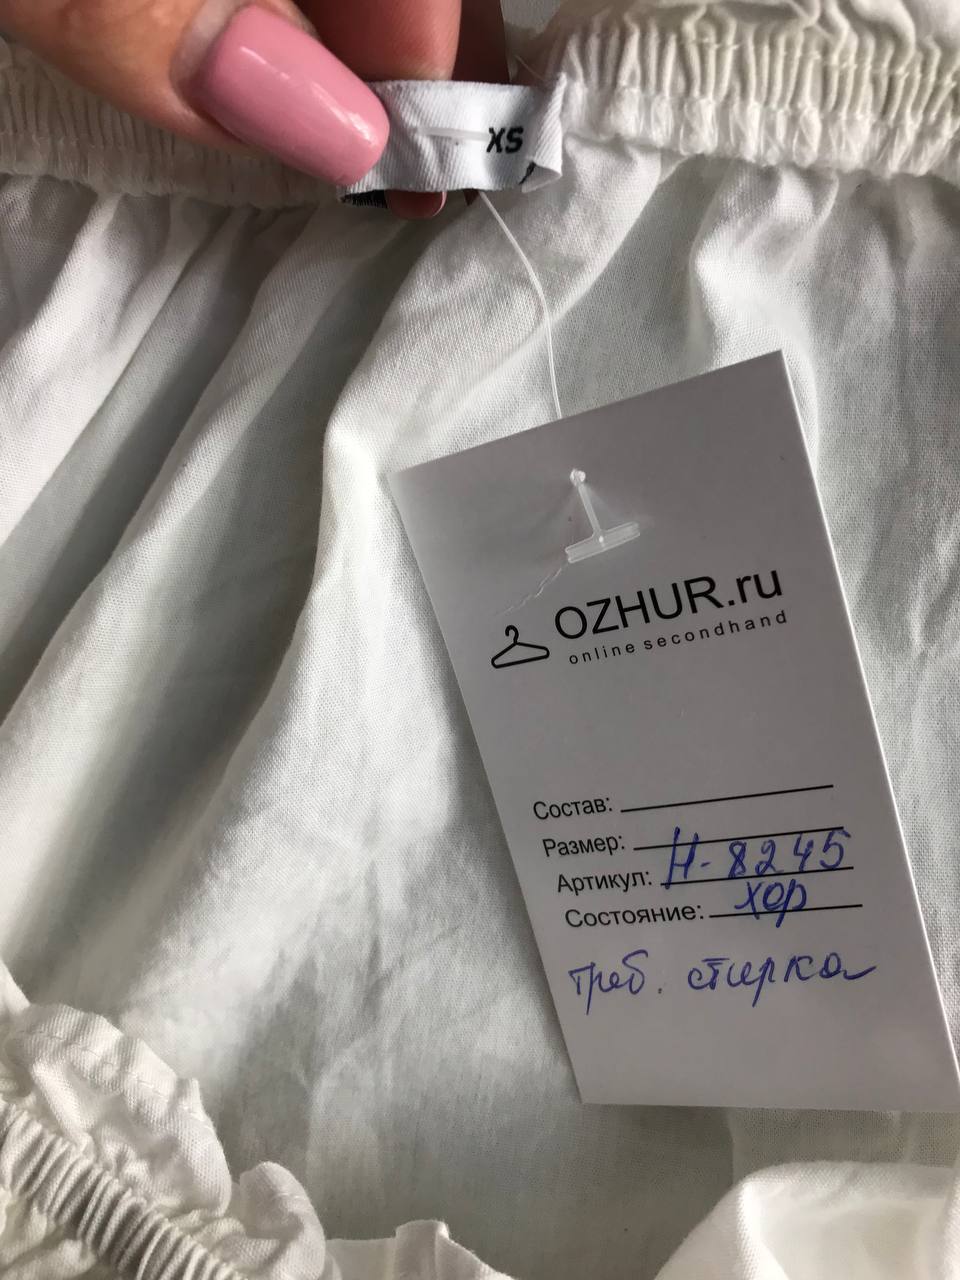 XS
OZHUR.ru
online secondhand
Состав:
Размер:
Артикул: Н-8245
Состояние: хор
треб. стирка